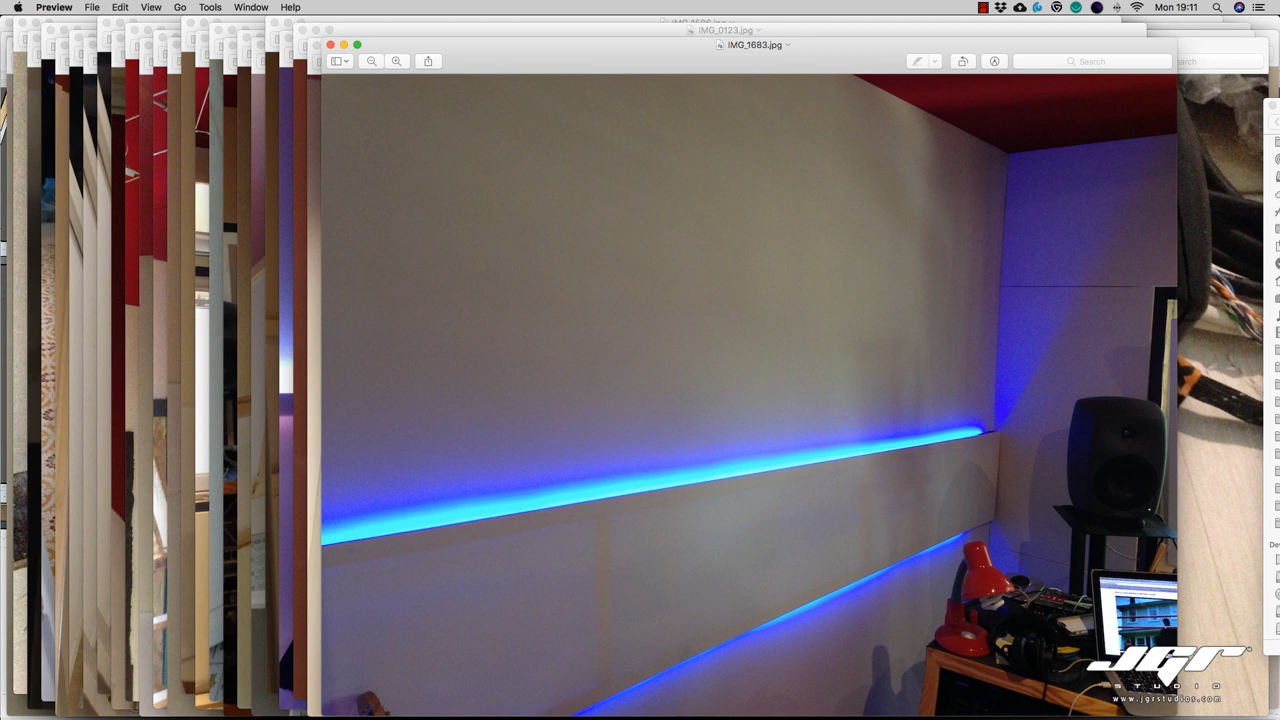 Preview File Edit View Go Tools Window Help Mon 19:11
IMG_0123.jpg
IMG_1683.jpg
Search
JGR
STUDIO
www.jgrstudios.com